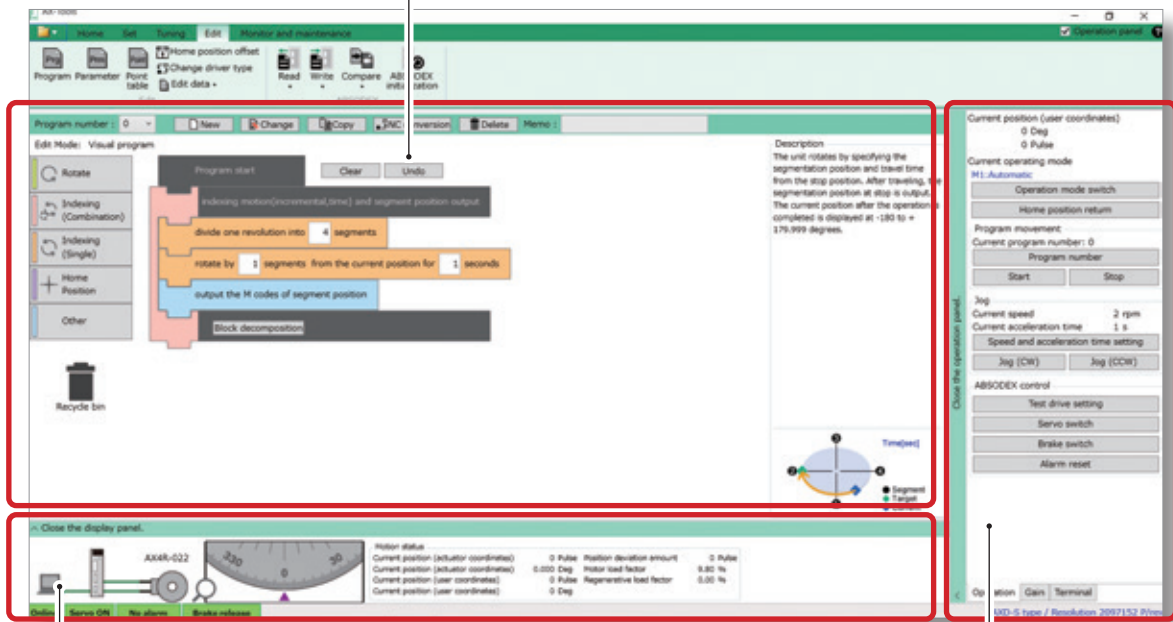 AX-Tools
Home Set Tuning Edit Monitor and maintenance
Operation panel
Program Parameter Point table
Home position offset
Change driver type
Edit data
Read Write Compare
Program number : 0 New Change Copy NC conversion Delete Memo :
Edit Mode: Visual program
Rotate
Indexing
(Combination)
Indexing
(Single)
Home
Position
Other
Recycle bin
Program start Clear Undo
Indexing motion(incremental,time) and segment position output
divide one revolution into 4 segments
rotate by 1 segments from the current position for 1 seconds
output the M codes of segment position
Block decomposition
Description
The unit rotates by specifying the
segmentation position and travel time
from the stop position. After traveling, the
segmentation position at stop is output.
The current position after the operation is
completed is displayed at -180 to +
179.999 degrees.
Time[sec]
Segment
Target
Close the operation panel.
Current position (user coordinates)
0 Deg
0 Pulse
Current operating mode
M1:Automatic
Operation mode switch
Home position return
Program movement
Current program number: 0
Program number
Start Stop
Jog
Current speed 2 rpm
Current acceleration time 1 s
Speed and acceleration time setting
Jog (CW) Jog (CCW)
ABSODEX control
Test drive setting
Servo switch
Brake switch
Alarm reset
Operation Gain Terminal
AXD-S type / Resolution 2097152 P/rev
Close the display panel.
AX4R-022
330 0 30
Motion status
Current position (actuator coordinates) 0 Pulse Position deviation amount 0 Pulse
Current position (actuator coordinates) 0.000 Deg Motor load factor 9.80 %
Current position (user coordinates) 0 Pulse Regenerative load factor 0.00 %
Current position (user coordinates) 0 Deg
Online Servo ON No alarm Brake release